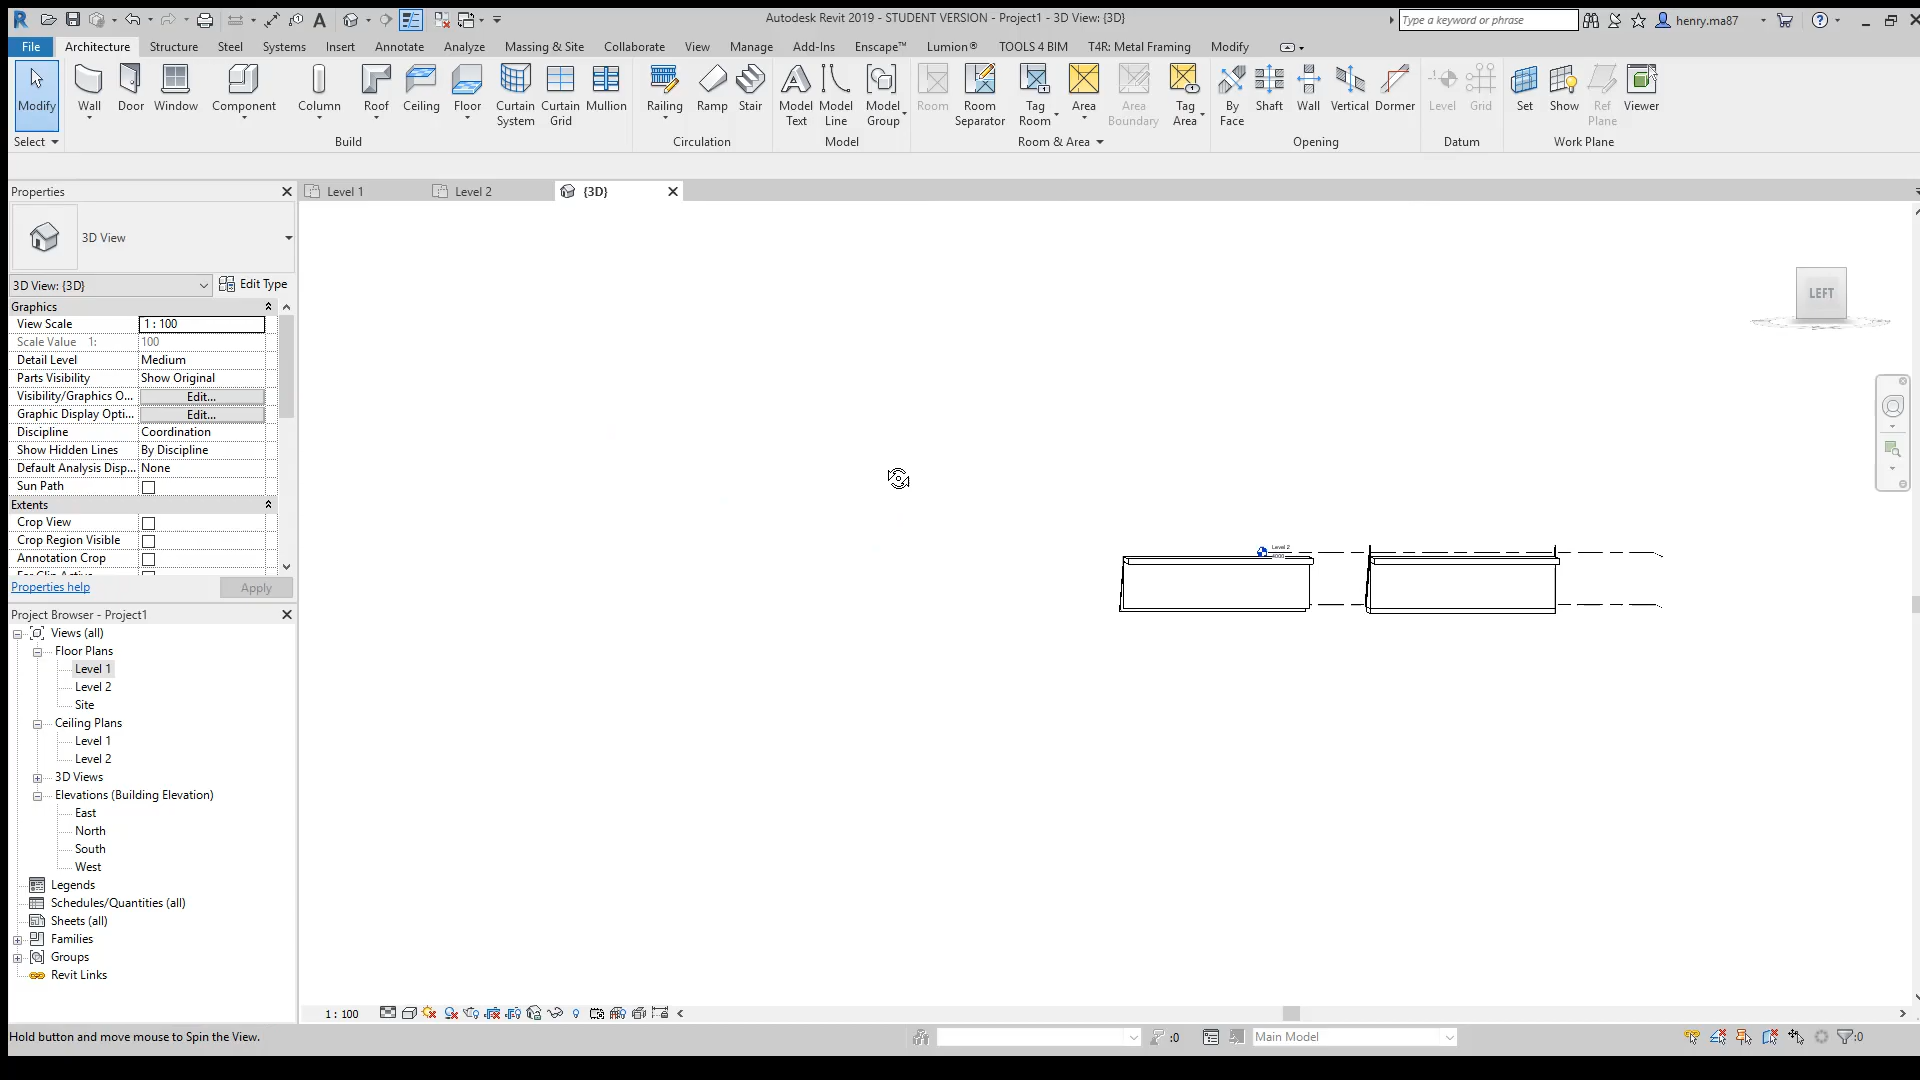 Autodesk Revit 2019 - STUDENT VERSION - Project1 - 3D View: {3D}
Type a keyword or phrase
henry.ma87
File
Architecture
Structure
Steel
Systems
Insert
Annotate
Analyze
Massing & Site
Collaborate
View
Manage
Add-Ins
Enscape™
Lumion®
TOOLS 4 BIM
T4R: Metal Framing
Modify
Modify
Wall
Door
Window
Component
Column
Roof
Ceiling
Floor
Curtain
System
Curtain
Grid
Mullion
Railing
Ramp
Stair
Model
Text
Model
Line
Model
Group
Room
Room
Separator
Tag
Room
Area
Area
Boundary
Tag
Area
By
Face
Shaft
Wall
Vertical
Dormer
Level
Grid
Set
Show
Ref
Plane
Viewer
Select
Build
Circulation
Model
Room & Area
Opening
Datum
Work Plane
Properties
Level 1
Level 2
{3D}
3D View
3D View: {3D}
Edit Type
Graphics
View Scale
1 : 100
Scale Value 1:
100
Detail Level
Medium
Parts Visibility
Show Original
Visibility/Graphics O...
Edit...
Graphic Display Opti...
Edit...
Discipline
Coordination
Show Hidden Lines
By Discipline
Default Analysis Disp...
None
Sun Path
Extents
Crop View
Crop Region Visible
Annotation Crop
Properties help
Apply
LEFT
Level 2
4000
Project Browser - Project1
Views (all)
Floor Plans
Level 1
Level 2
Site
Ceiling Plans
Level 1
Level 2
3D Views
Elevations (Building Elevation)
East
North
South
West
Legends
Schedules/Quantities (all)
Sheets (all)
Families
Groups
Revit Links
1 : 100
Hold button and move mouse to Spin the View.
:0
Main Model
:0